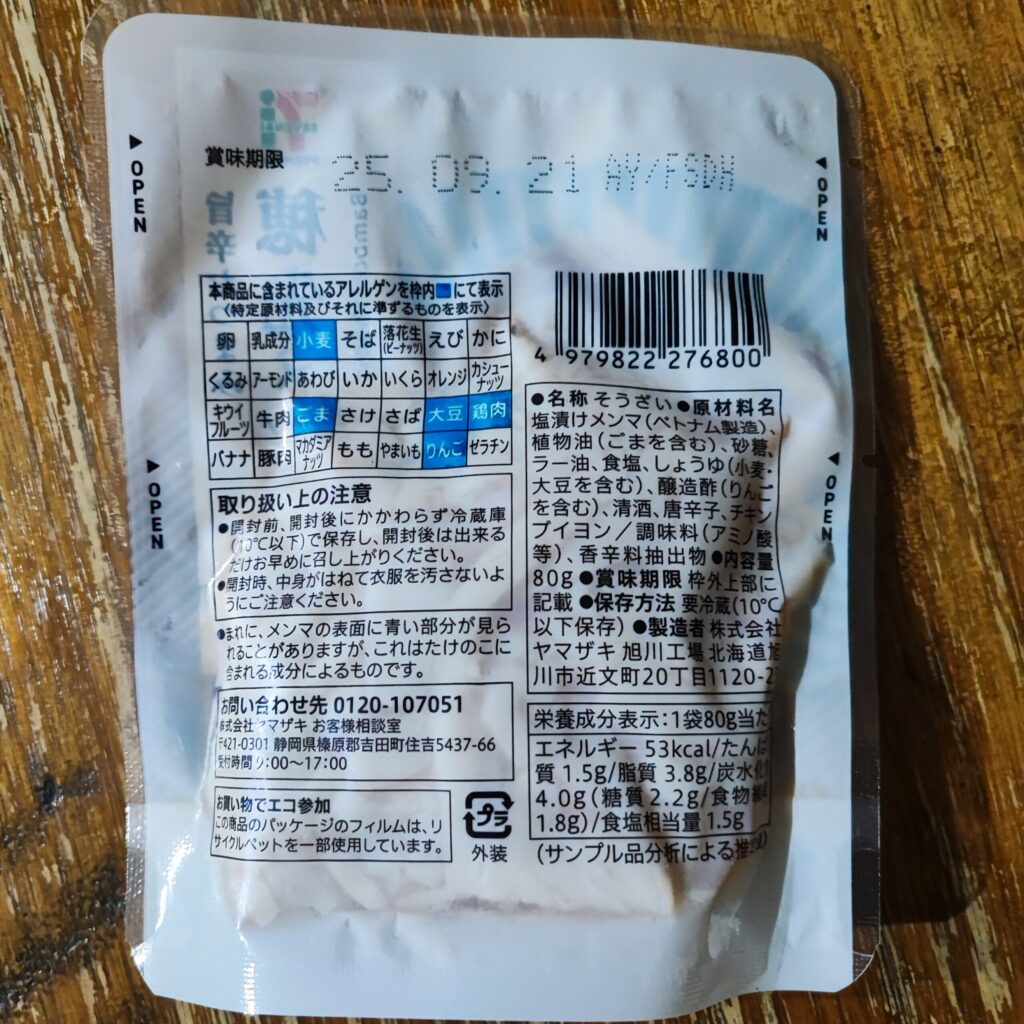 賞味期限 25. 09. 21 AY/FSDH
OPEN
OPEN
OPEN
OPEN
本商品に含まれているアレルゲンを枠内■にて表示
〈特定原材料及びそれに準ずるものを表示〉
卵 乳成分 小麦 そば 落花生(ピーナッツ) えび かに
くるみ アーモンド あわび いか いくら オレンジ カシューナッツ
キウイフルーツ 牛肉 ごま さけ さば 大豆 鶏肉
バナナ 豚肉 マカダミアナッツ もも やまいも りんご ゼラチン
取り扱い上の注意
●開封前、開封後にかかわらず冷蔵庫
(10℃以下)で保存し、開封後は出来る
だけお早めに召し上がりください。
●開封時、中身がはねて衣服を汚さないよ
うにご注意ください。
●まれに、メンマの表面に青い部分が見ら
れることがありますが、これはたけのこに
含まれる成分によるものです。
お問い合わせ先 0120-107051
株式会社ヤマザキ お客様相談室
〒421-0301 静岡県榛原郡吉田町住吉5437-66
受付時間 9:00〜17:00
お買い物でエコ参加
この商品のパッケージのフィルムは、リ
サイクルペットを一部使用しています。
プラ
外装
4 979822 276800
●名称 そうざい ●原材料名
塩漬けメンマ(ベトナム製造)、
植物油(ごまを含む)、砂糖、
ラー油、食塩、しょうゆ(小麦・
大豆を含む)、醸造酢(りんご
を含む)、清酒、唐辛子、チキン
ブイヨン/調味料(アミノ酸
等)、香辛料抽出物 ●内容量
80g ●賞味期限 枠外上部に
記載 ●保存方法 要冷蔵(10℃
以下保存) ●製造者 株式会社
ヤマザキ 旭川工場 北海道旭
川市近文町20丁目1120-2
栄養成分表示:1袋80g当た
エネルギー 53kcal/たんぱ
質 1.5g/脂質 3.8g/炭水化
4.0g(糖質 2.2g/食物
1.8g)/食塩相当量 1.5g
(サンプル品分析による推